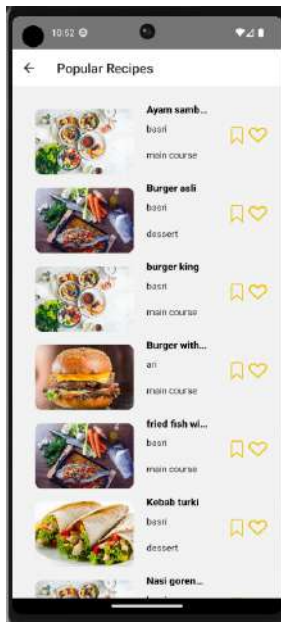 10:52
Popular Recipes
Ayam samb...
basri
main course
Burger asli
basri
dessert
burger king
basri
main course
Burger with...
ari
main course
fried fish wi...
basri
main course
Kebab turki
basri
dessert
Nasi goren...